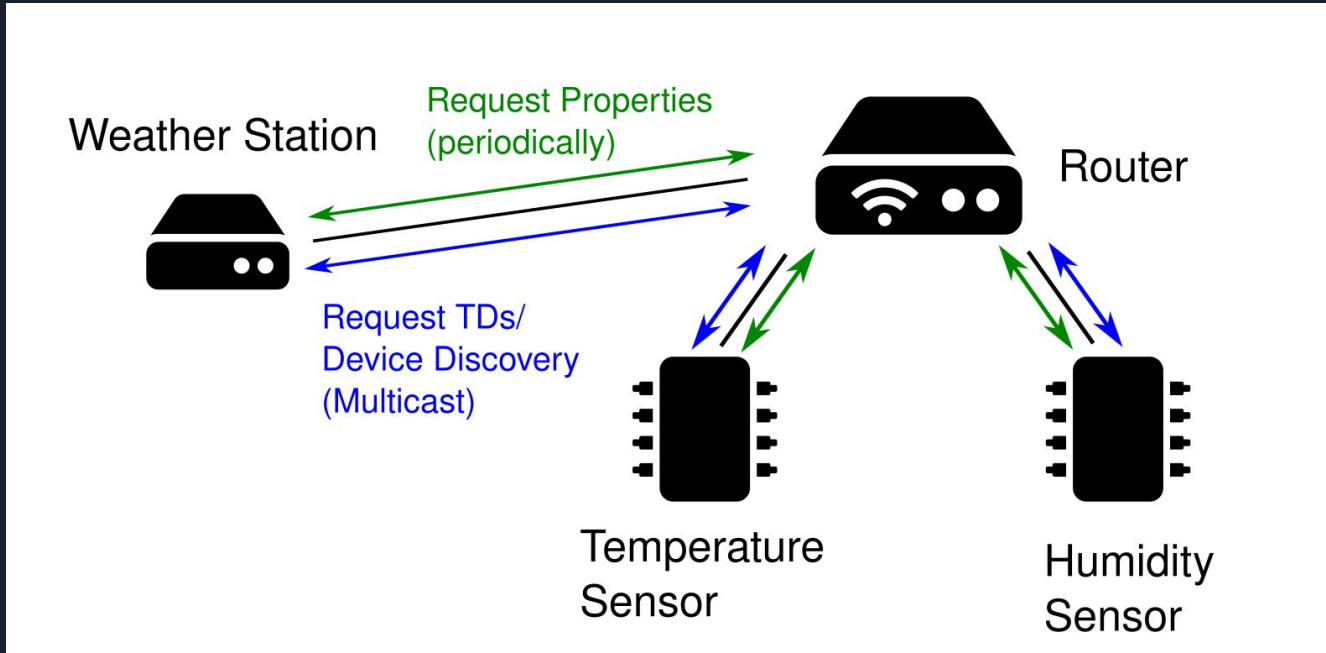 Weather Station
Request Properties
(periodically)
Router
Request TDs/
Device Discovery
(Multicast)
Temperature
Sensor
Humidity
Sensor